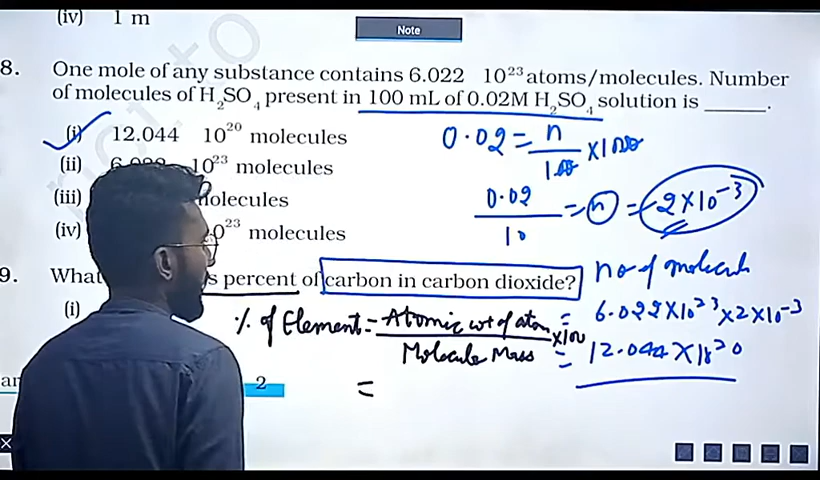 (iv) 1 m
Note
8. One mole of any substance contains 6.022 10²³ atoms/molecules. Number
of molecules of H₂SO₄ present in 100 mL of 0.02M H₂SO₄ solution is ______.
(i) 12.044 10²⁰ molecules
(ii) 6.022 10²³ molecules
(iii) molecules
(iv) 0²³ molecules
0.02 = n/100 × 1000
0.02/10 = n = 2×10⁻³
no of molecule
= 6.022×10²³×2×10⁻³
= 12.044×10²0
9. What s percent of carbon in carbon dioxide?
(i)
% of Element = Atomic wt of atom/Molecule Mass ×100
=
2